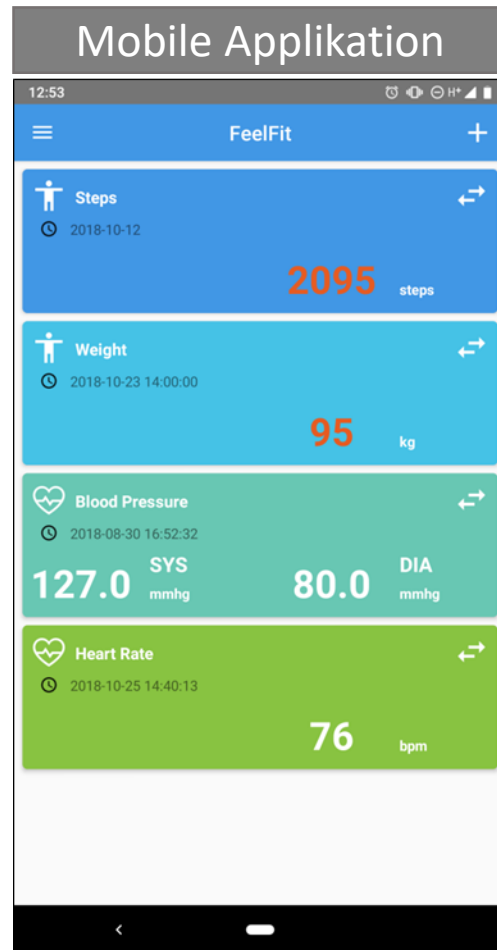 Mobile Applikation
12:53 H+
FeelFit
Steps
2018-10-12
2095 steps
Weight
2018-10-23 14:00:00
95 kg
Blood Pressure
2018-08-30 16:52:32
127.0 SYS mmhg 80.0 DIA mmhg
Heart Rate
2018-10-25 14:40:13
76 bpm